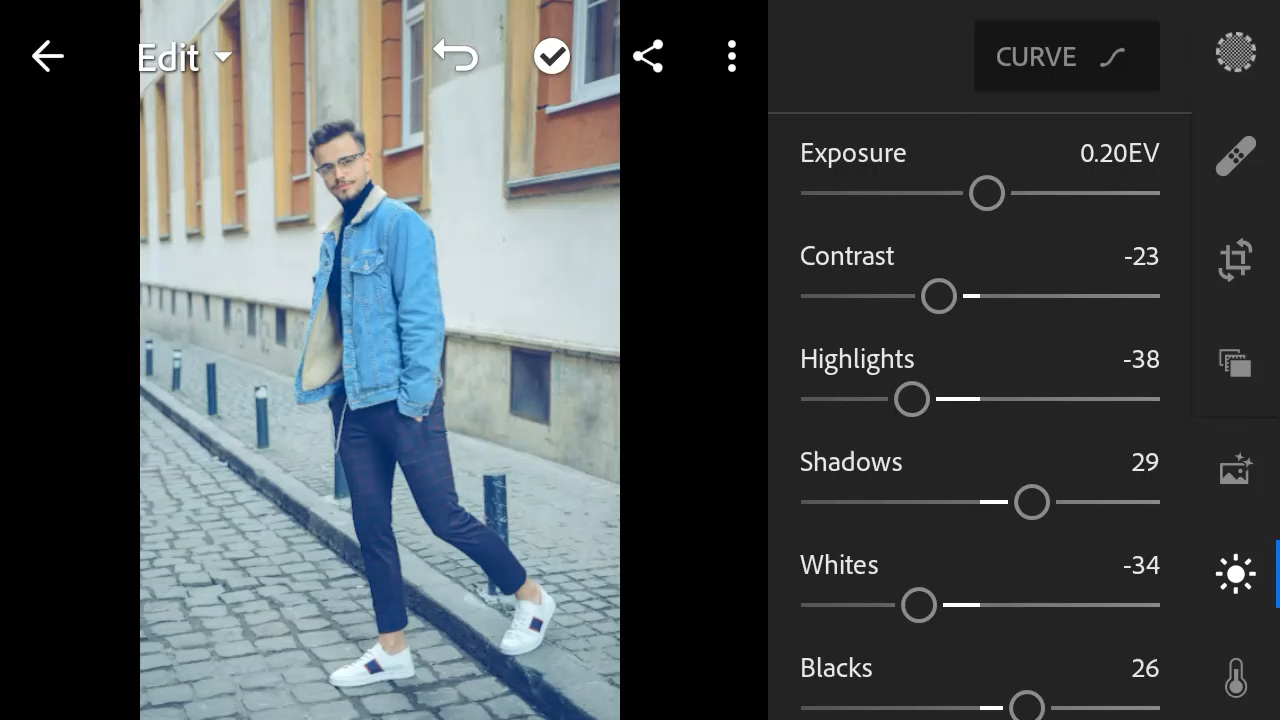 Edit
CURVE
Exposure 0.20EV
Contrast -23
Highlights -38
Shadows 29
Whites -34
Blacks 26